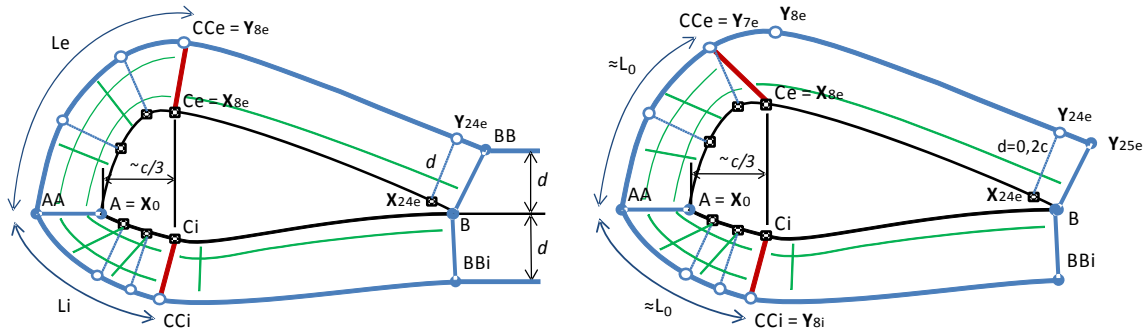 CCe = Y8e
Le
Ce = X8e
Y24e
BB
~c/3
d
d
AA
A = X0
X24e
B
Ci
d
BBi
Li
CCi
Y8e
CCe = Y7e
≈L0
Ce = X8e
Y24e
d=0,2c
Y25e
~c/3
AA
A = X0
X24e
B
Ci
BBi
≈L0
CCi = Y8i